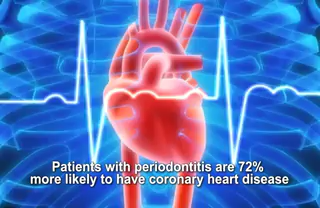 Patients with periodontitis are 72%
more likely to have coronary heart disease